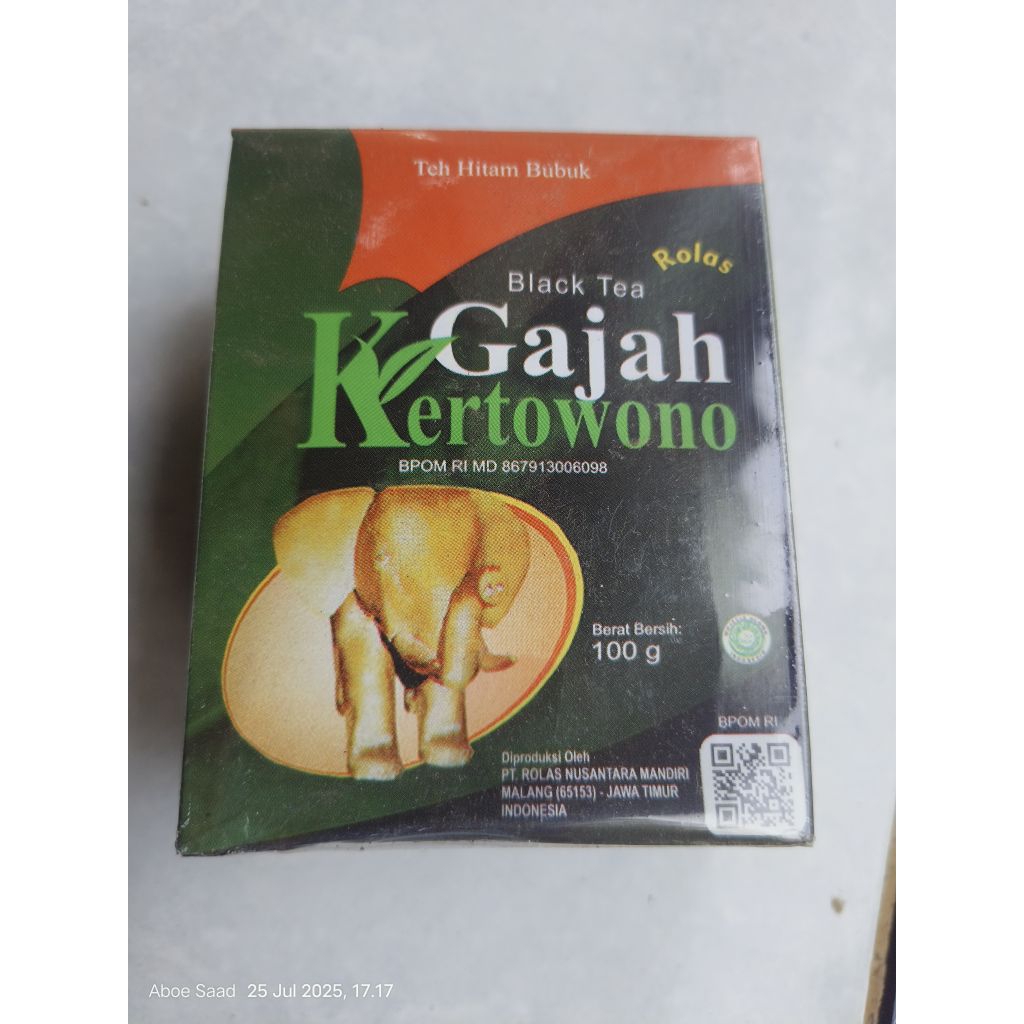 Teh Hitam Bubuk
Rolas
Black Tea
Gajah
Kertowono
BPOM RI MD 867913006098
Berat Bersih:
100 g
BPOM RI
Diproduksi Oleh
PT. ROLAS NUSANTARA MANDIRI
MALANG (65153) - JAWA TIMUR
INDONESIA
Aboe Saad 25 Jul 2025, 17.17